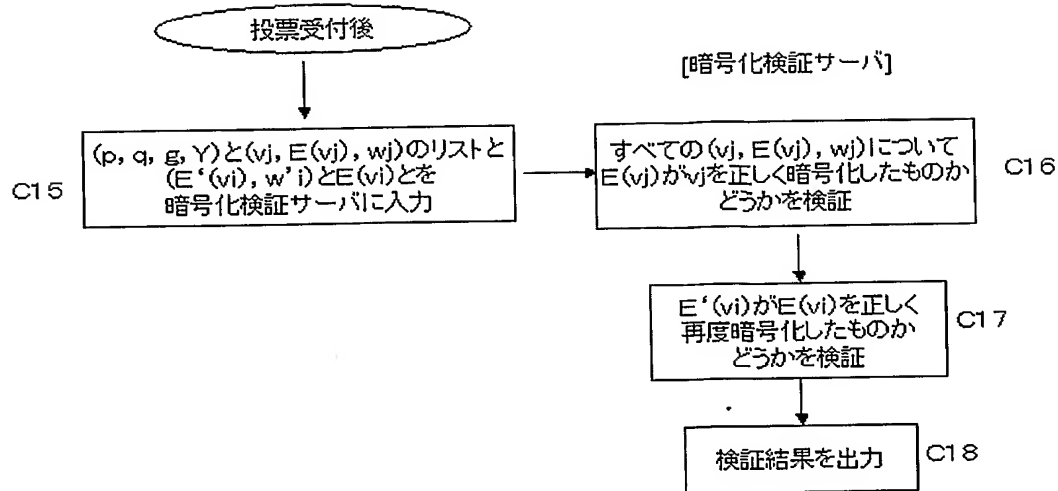 投票受付後
[暗号化検証サーバ]
C15
(p, q, g, Y)と(vj, E(vj), wj)のリストと
(E‘(vi), w'i)とE(vi)とを
暗号化検証サーバに入力
すべての(vj, E(vj), wj)について
E(vj)がvjを正しく暗号化したものか
どうかを検証
C16
E‘(vi)がE(vi)を正しく
再度暗号化したものか
どうかを検証
C17
検証結果を出力
C18